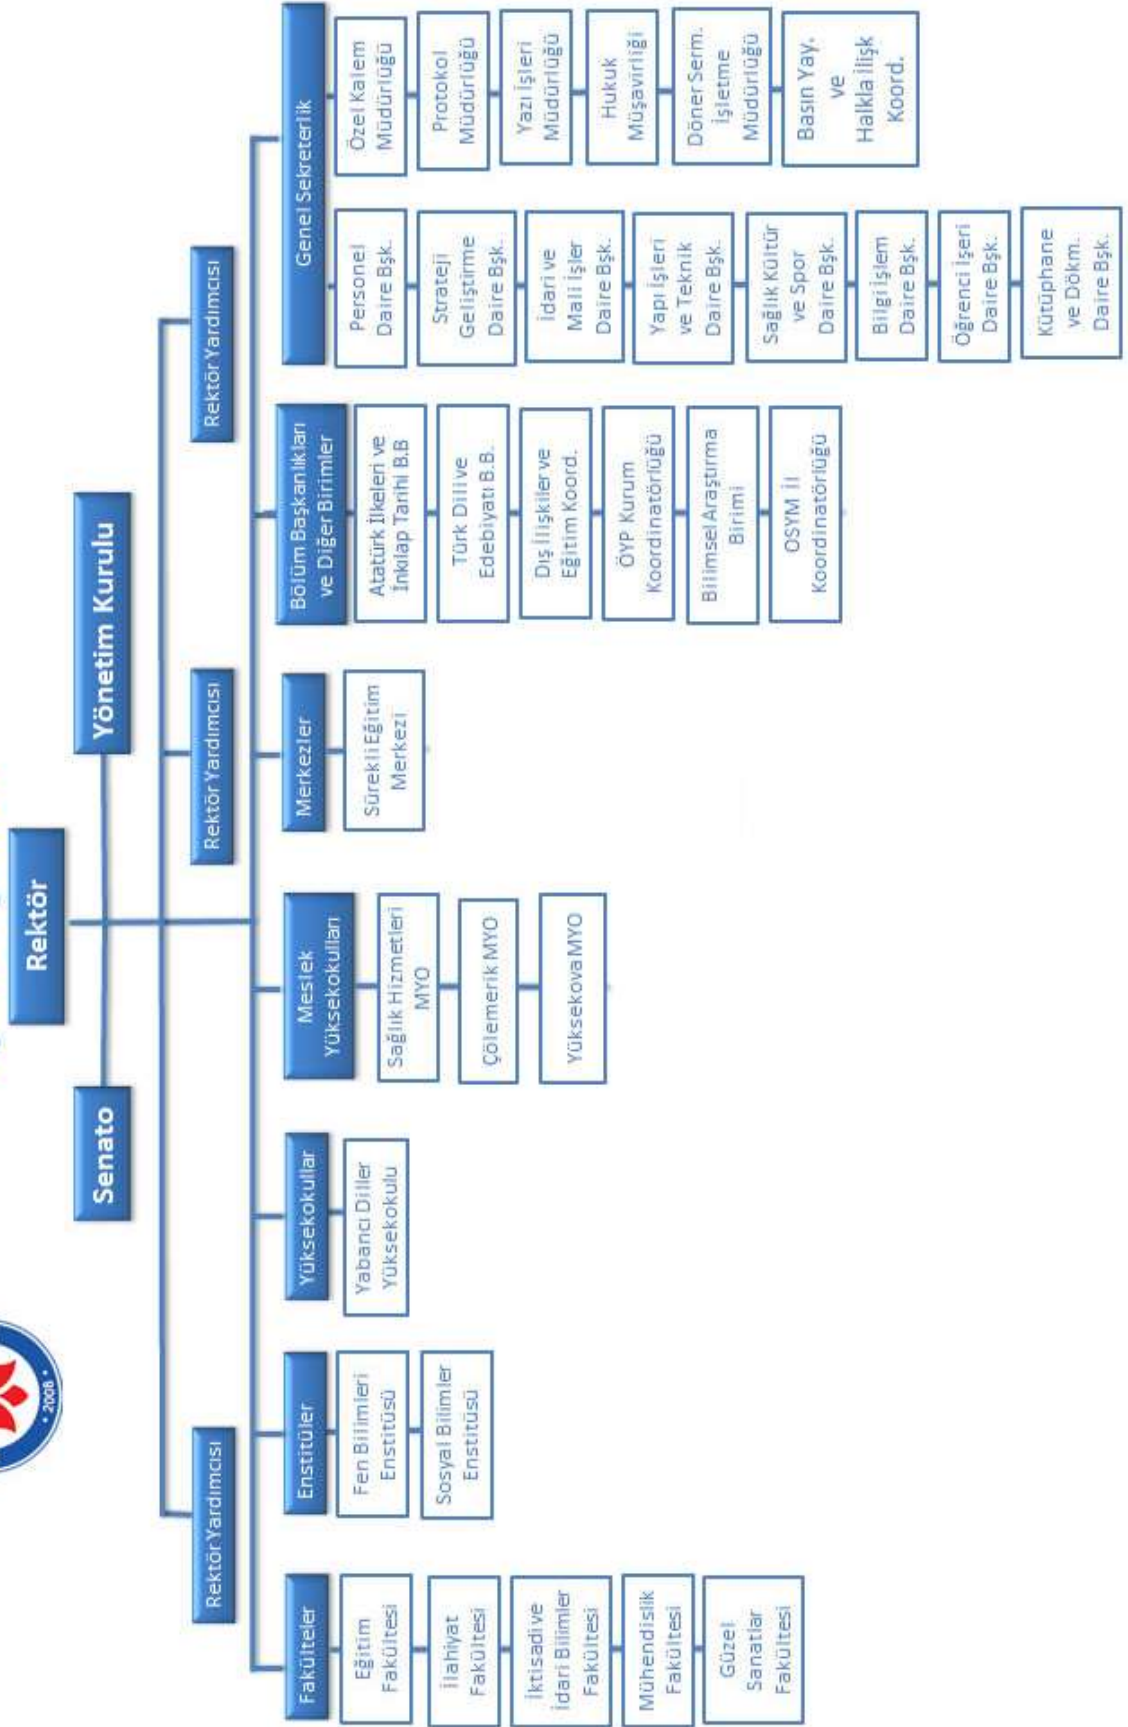 • 2008 •
Rektör
Senato
Yönetim Kurulu
Rektör Yardımcısı
Rektör Yardımcısı
Rektör Yardımcısı
Fakülteler
Eğitim
Fakültesi
İlahiyat
Fakültesi
İktisadi ve
İdari Bilimler
Fakültesi
Mühendislik
Fakültesi
Güzel
Sanatlar
Fakültesi
Enstitüler
Fen Bilimleri
Enstitüsü
Sosyal Bilimler
Enstitüsü
Yüksekokullar
Yabancı Diller
Yüksekokulu
Meslek
Yüksekokulları
Sağlık Hizmetleri
MYO
Çölemerik MYO
Yüksekova MYO
Merkezler
Sürekli Eğitim
Merkezi
Bölüm Başkanlıkları
ve Diğer Birimler
Atatürk İlkeleri ve
İnkılap Tarihi B.B
Türk Dili ve
Edebiyatı B.B.
Dış İlişkiler ve
Eğitim Koord.
ÖYP Kurum
Koordinatörlüğü
Bilimsel Araştırma
Birimi
OSYM İl
Koordinatörlüğü
Genel Sekreterlik
Personel
Daire Bşk.
Strateji
Geliştirme
Daire Bşk.
İdari ve
Mali İşler
Daire Bşk.
Yapı İşleri
ve Teknik
Daire Bşk.
Sağlık Kültür
ve Spor
Daire Bşk.
Bilgi İşlem
Daire Bşk.
Öğrenci İşeri
Daire Bşk.
Kütüphane
ve Dökm.
Daire Bşk.
Özel Kalem
Müdürlüğü
Protokol
Müdürlüğü
Yazı İşleri
Müdürlüğü
Hukuk
Müşavirliği
Döner Serm.
İşletme
Müdürlüğü
Basın Yay.
ve
Halkla İlişk
Koord.